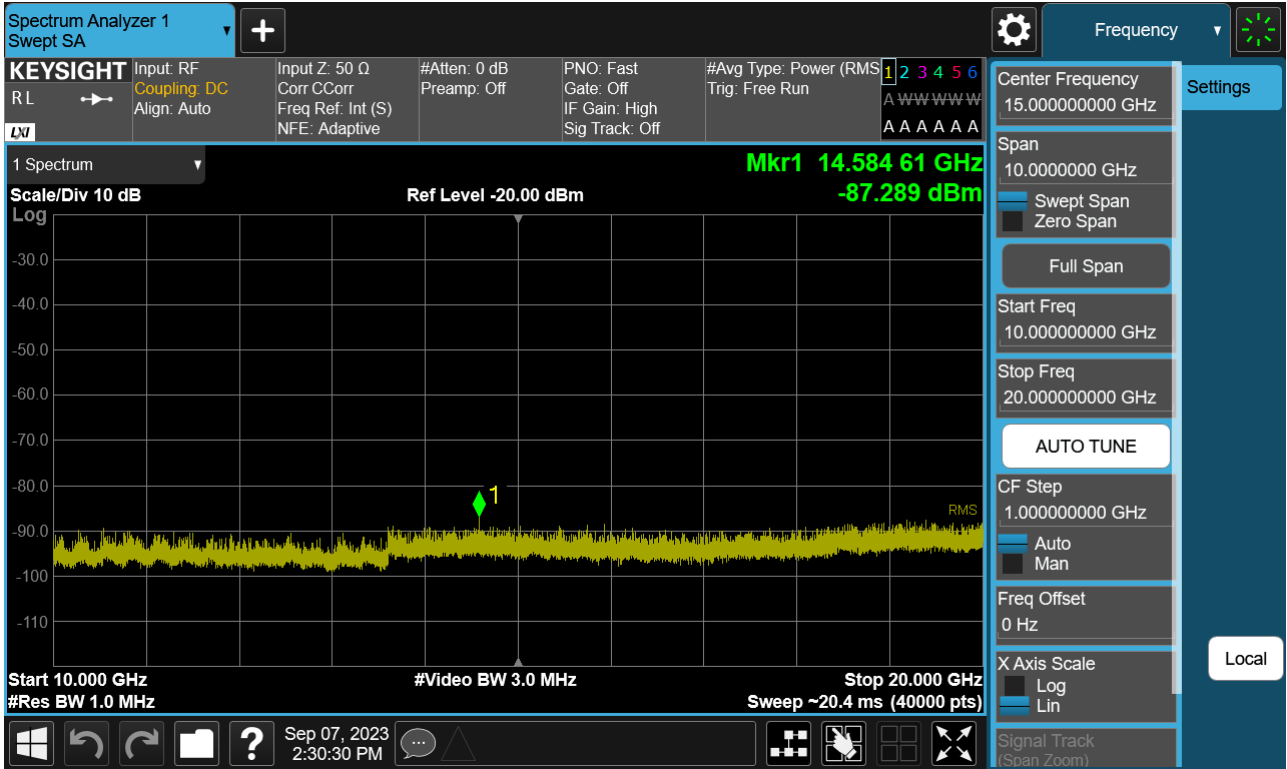 Spectrum Analyzer 1
Swept SA
Frequency
KEYSIGHT
R L
LXI
Input: RF
Coupling: DC
Align: Auto
Input Z: 50 Ω
Corr CCorr
Freq Ref: Int (S)
NFE: Adaptive
#Atten: 0 dB
Preamp: Off
PNO: Fast
Gate: Off
IF Gain: High
Sig Track: Off
#Avg Type: Power (RMS
Trig: Free Run
1 2 3 4 5 6
A W W W W W
A A A A A A
1 Spectrum
Mkr1 14.584 61 GHz
-87.289 dBm
Scale/Div 10 dB
Ref Level -20.00 dBm
Log
-30.0
-40.0
-50.0
-60.0
-70.0
-80.0
-90.0
-100
-110
1
RMS
Start 10.000 GHz
#Video BW 3.0 MHz
Stop 20.000 GHz
#Res BW 1.0 MHz
Sweep ~20.4 ms (40000 pts)
Center Frequency
15.000000000 GHz
Settings
Span
10.0000000 GHz
Swept Span
Zero Span
Full Span
Start Freq
10.000000000 GHz
Stop Freq
20.000000000 GHz
AUTO TUNE
CF Step
1.000000000 GHz
Auto
Man
Freq Offset
0 Hz
X Axis Scale
Log
Lin
Local
Signal Track
(Span Zoom)
?
Sep 07, 2023
2:30:30 PM